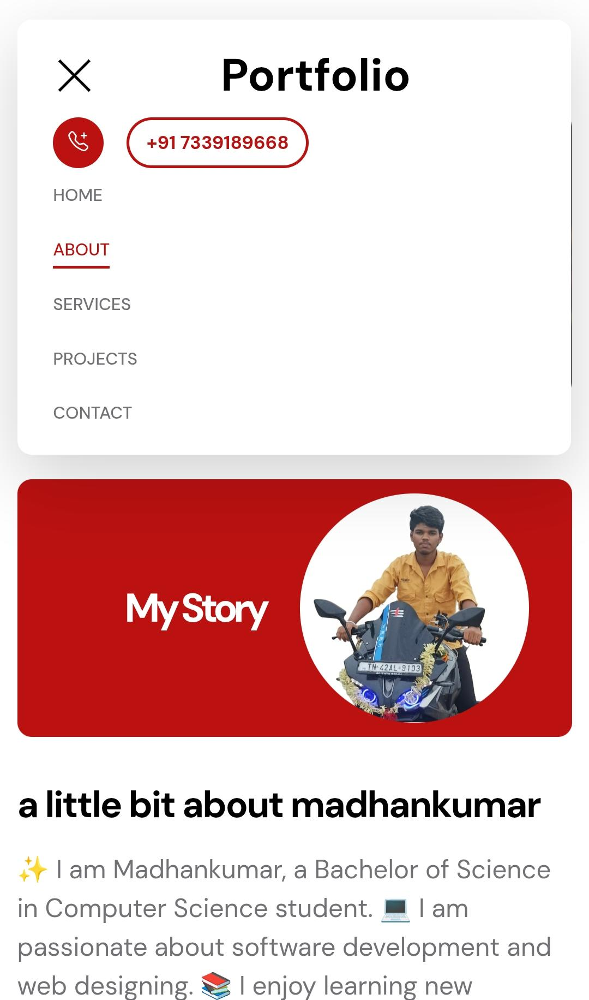 Portfolio
+91 7339189668
HOME
ABOUT
SERVICES
PROJECTS
CONTACT
My Story
TN 42AL 9103
a little bit about madhankumar
✨ I am Madhankumar, a Bachelor of Science
in Computer Science student. 💻 I am
passionate about software development and
web designing. 📚 I enjoy learning new